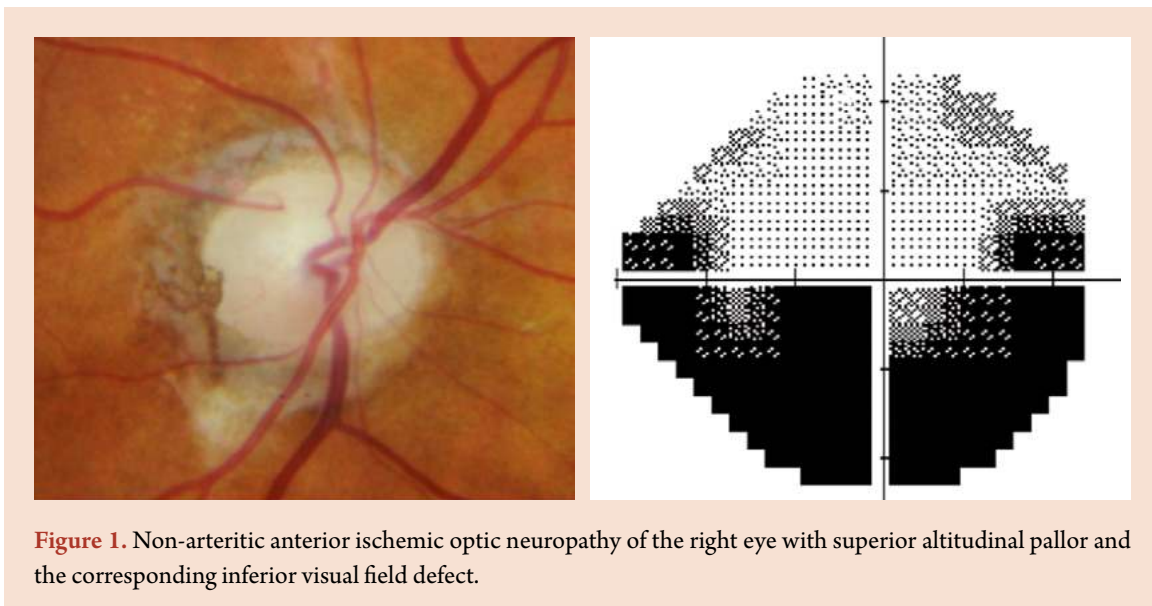 Figure 1. Non-arteritic anterior ischemic optic neuropathy of the right eye with superior altitudinal pallor and
the corresponding inferior visual field defect.